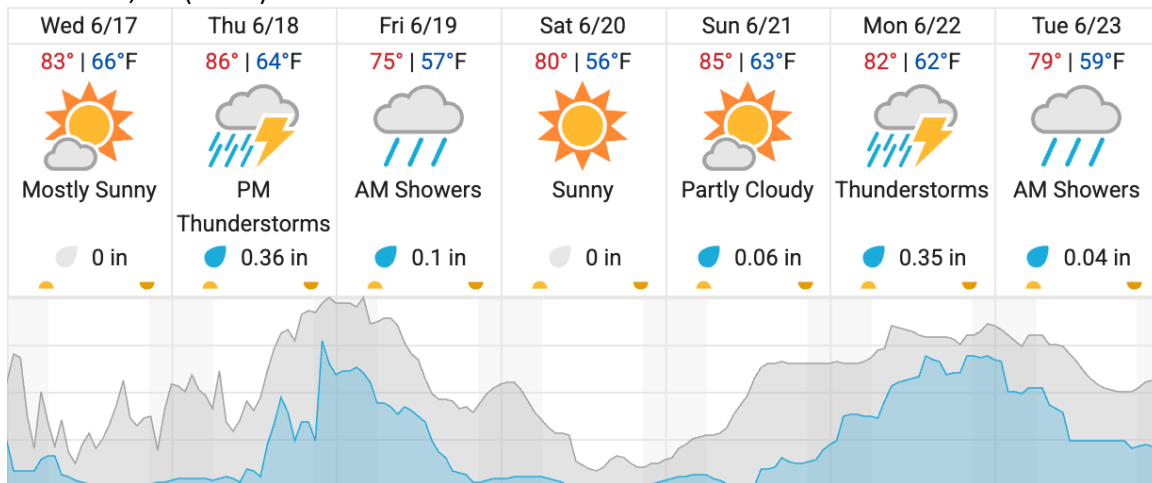 Wed 6/17
Thu 6/18
Fri 6/19
Sat 6/20
Sun 6/21
Mon 6/22
Tue 6/23
83° | 66°F
86° | 64°F
75° | 57°F
80° | 56°F
85° | 63°F
82° | 62°F
79° | 59°F
Mostly Sunny
PM
Thunderstorms
AM Showers
Sunny
Partly Cloudy
Thunderstorms
AM Showers
0 in
0.36 in
0.1 in
0 in
0.06 in
0.35 in
0.04 in